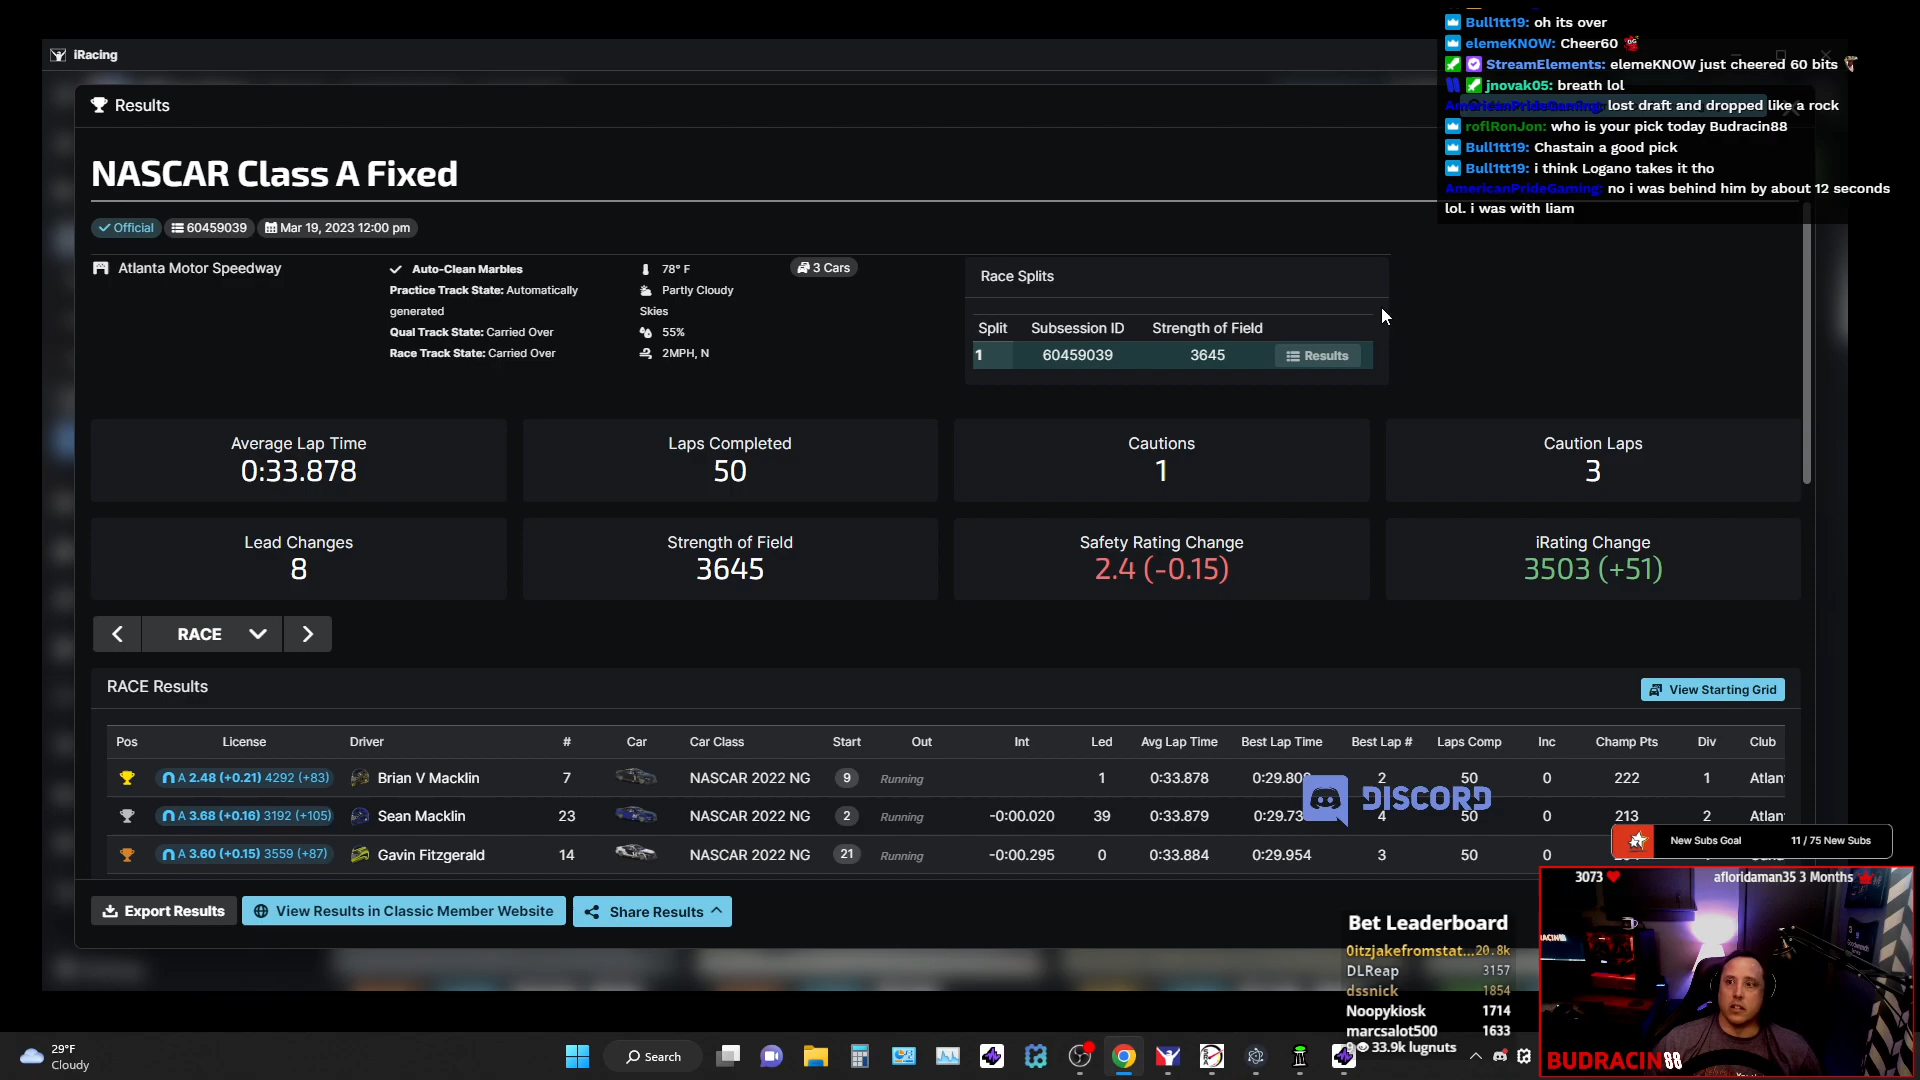 Bull1tt19: oh its over
elemeKNOW: Cheer60
StreamElements: elemeKNOW just cheered 60 bits
jnovak05: breath lol
AmericanPrideGaming: lost draft and dropped like a rock
roflRonJon: who is your pick today Budracin88
Bull1tt19: Chastain a good pick
Bull1tt19: i think Logano takes it tho
AmericanPrideGaming: no i was behind him by about 12 seconds
lol. i was with liam
iRacing
Results
NASCAR Class A Fixed
Official 60459039 Mar 19, 2023 12:00 pm
Atlanta Motor Speedway
Auto-Clean Marbles
Practice Track State: Automatically
generated
Qual Track State: Carried Over
Race Track State: Carried Over
78° F
Partly Cloudy
Skies
55%
2MPH, N
3 Cars
Race Splits
Split Subsession ID Strength of Field
1 60459039 3645 Results
Average Lap Time Laps Completed Cautions Caution Laps
0:33.878 50 1 3
Lead Changes Strength of Field Safety Rating Change iRating Change
8 3645 2.4 (-0.15) 3503 (+51)
RACE
RACE Results View Starting Grid
Pos License Driver # Car Car Class Start Out Int Led Avg Lap Time Best Lap Time Best Lap # Laps Comp Inc Champ Pts Div Club
A 2.48 (+0.21) 4292 (+83) Brian V Macklin 7 NASCAR 2022 NG 9 Running 1 0:33.878 0:29.80 2 50 0 222 1 Atlan
A 3.68 (+0.16) 3192 (+105) Sean Macklin 23 NASCAR 2022 NG 2 Running -0:00.020 39 0:33.879 0:29.73 4 50 0 213 2 Atlan
A 3.60 (+0.15) 3559 (+87) Gavin Fitzgerald 14 NASCAR 2022 NG 21 Running -0:00.295 0 0:33.884 0:29.954 3 50 0
DISCORD
New Subs Goal 11 / 75 New Subs
Export Results View Results in Classic Member Website Share Results
3073 afloridaman35 3 Months
Bet Leaderboard
0itzjakefromstat...20.8k
DLReap 3157
dssnick 1854
Noopykiosk 1714
marcsalot500 1633
33.9k lugnuts
BUDRACIN88
29°F
Cloudy
Search